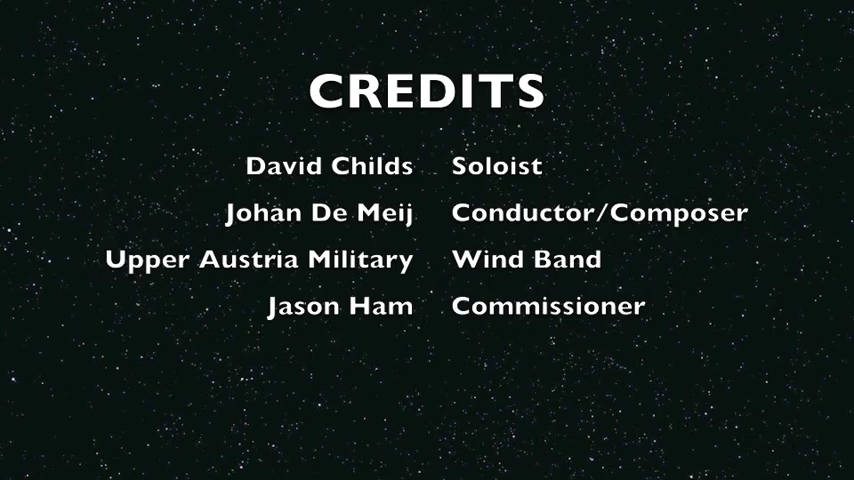 CREDITS
David Childs Soloist
Johan De Meij Conductor/Composer
Upper Austria Military Wind Band
Jason Ham Commissioner